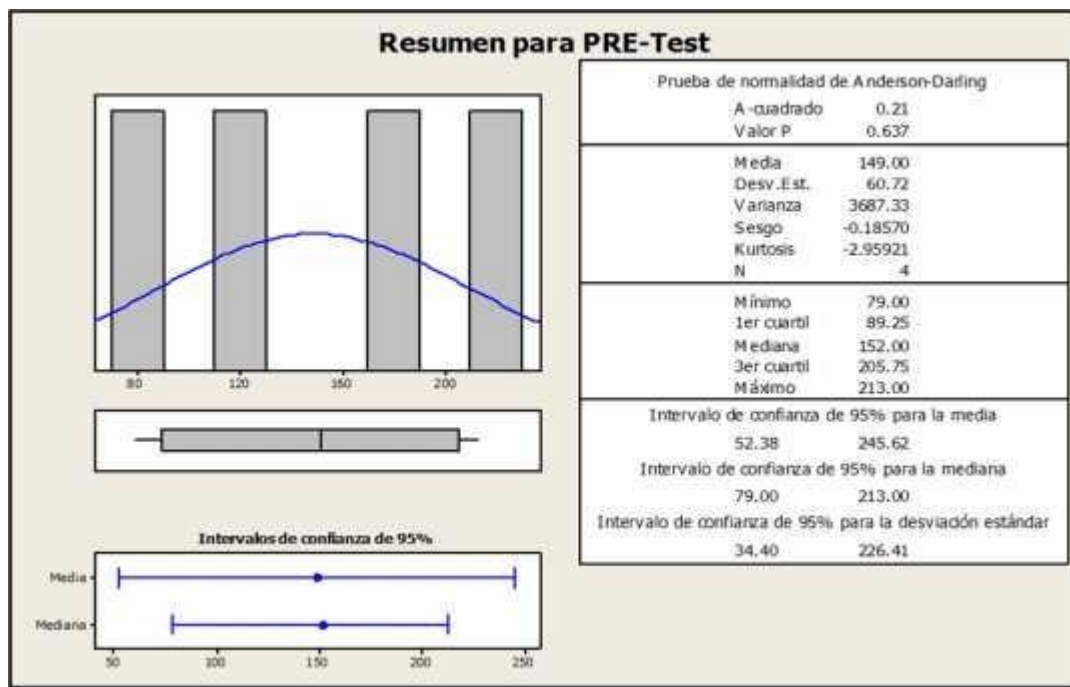 Resumen para PRE-Test
80 120 160 200
Intervalos de confianza de 95%
Media
Mediana
50 100 150 200 250
Prueba de normalidad de Anderson-Darling
A-cuadrado 0.21
Valor P 0.637
Media 149.00
Desv.Est. 60.72
Varianza 3687.33
Sesgo -0.18570
Kurtosis -2.95921
N 4
Mínimo 79.00
1er cuartil 89.25
Mediana 152.00
3er cuartil 205.75
Máximo 213.00
Intervalo de confianza de 95% para la media
52.38 245.62
Intervalo de confianza de 95% para la mediana
79.00 213.00
Intervalo de confianza de 95% para la desviación estándar
34.40 226.41